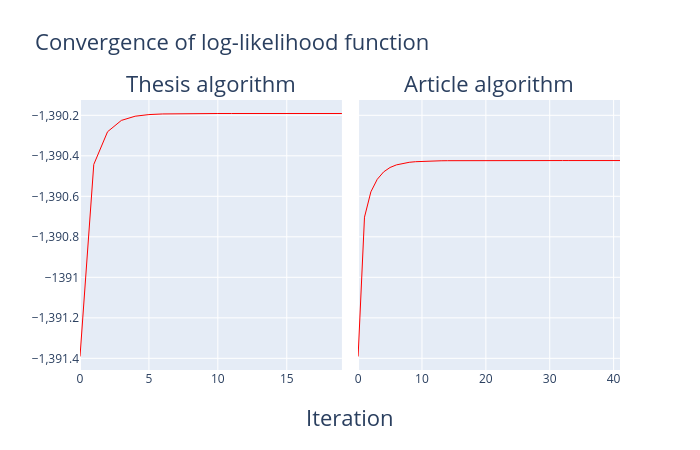 Convergence of log-likelihood function
Thesis algorithm
Article algorithm
−1,390.2
−1,390.4
−1,390.6
−1,390.8
−1391
−1,391.2
−1,391.4
0 5 10 15
0 10 20 30 40
Iteration